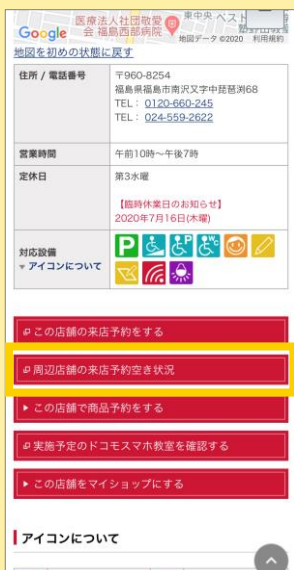 医療法人社団敬愛
会 福島西部病院
東中央
ベスト
Google
地図データ ©2020 利用規約
地図を初めの状態に戻す
住所 / 電話番号
〒960-8254
福島県福島市南沢又字中琵琶渕68
TEL： 0120-660-245
TEL： 024-559-2622
営業時間
午前10時～午後7時
定休日
第3水曜
【臨時休業日のお知らせ】
2020年7月16日(木曜)
対応設備
アイコンについて
P P WC
この店舗の来店予約をする
周辺店舗の来店予約空き状況
この店舗で商品予約をする
実施予定のドコモスマホ教室を確認する
この店舗をマイショップにする
アイコンについて